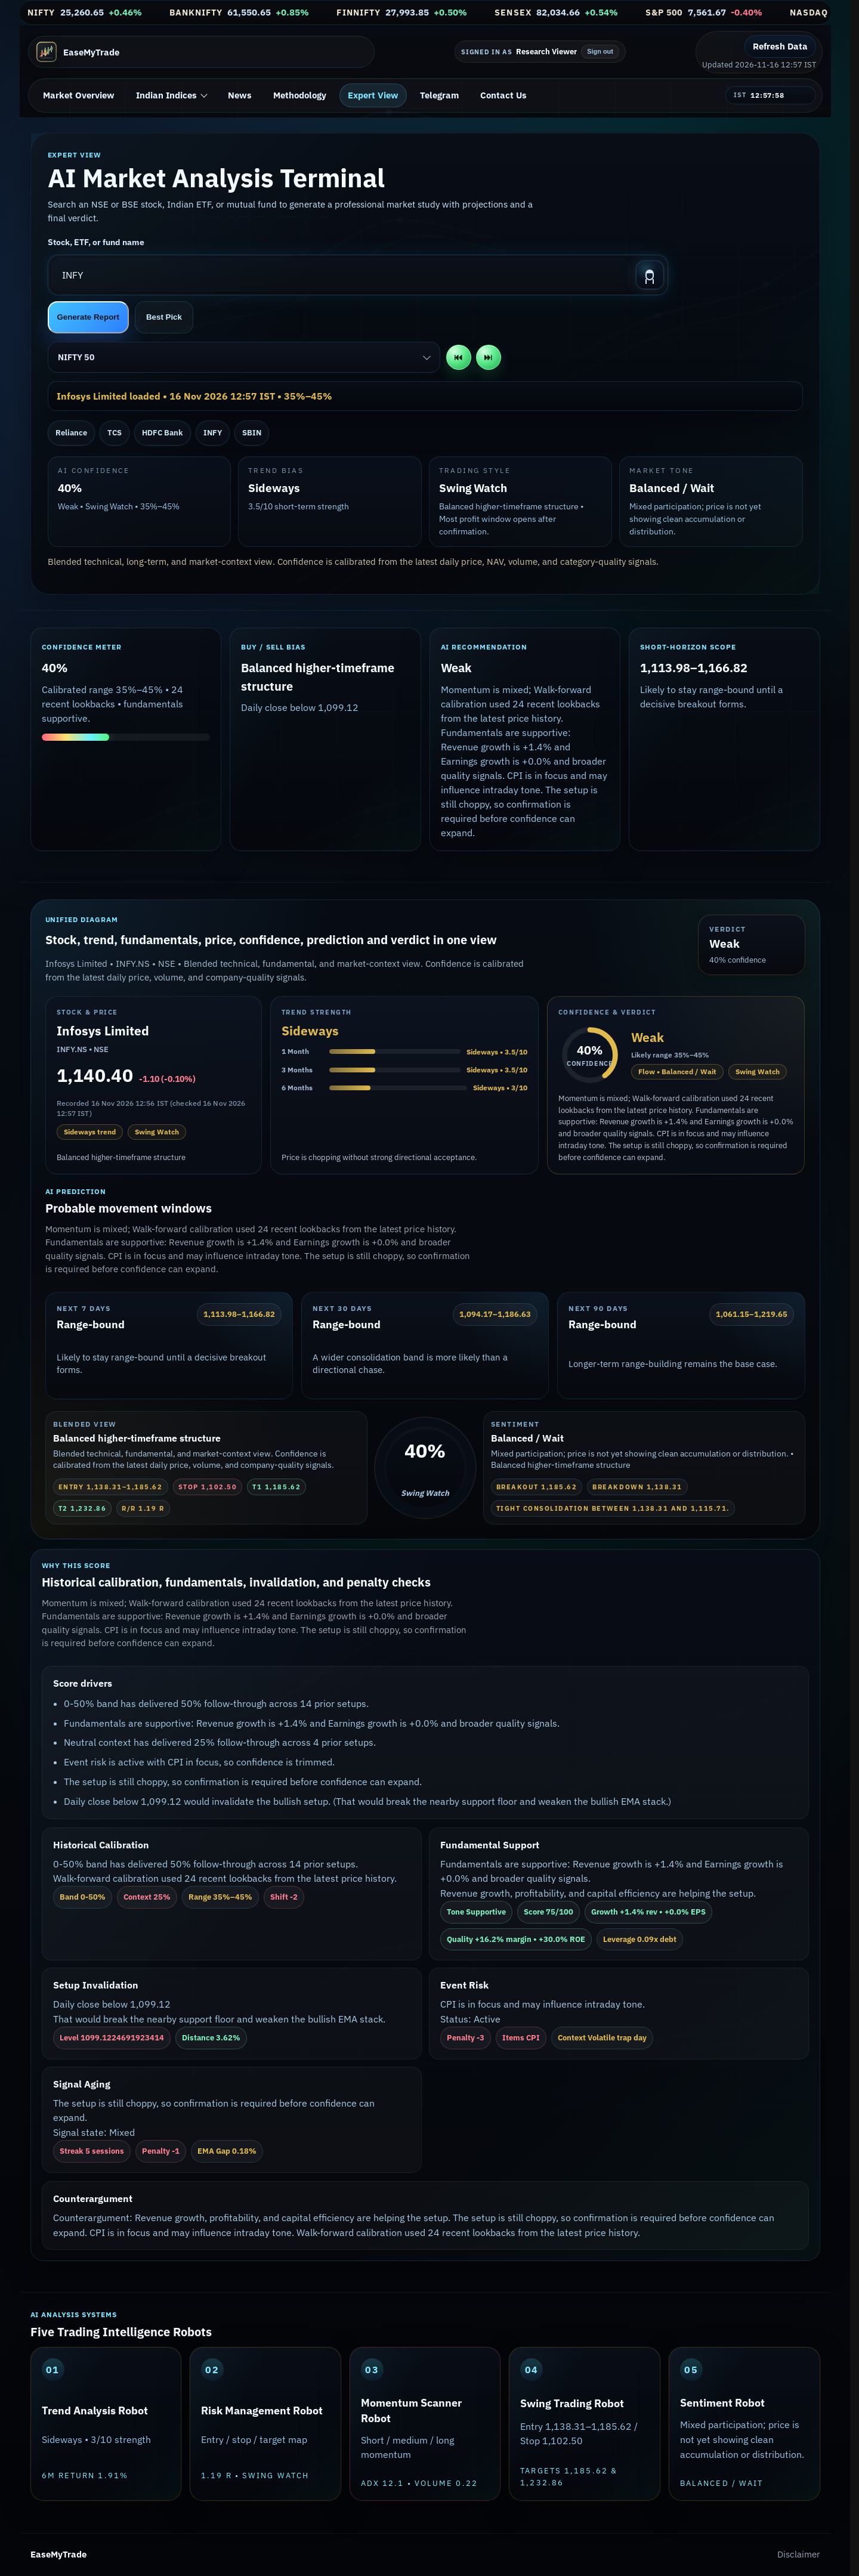 NIFTY 25,260.65 +0.46% BANKNIFTY 61,550.65 +0.85% FINNIFTY 27,993.85 +0.50% SENSEX 82,034.66 +0.54% S&P 500 7,561.67 -0.40% NASDAQ
EaseMyTrade
SIGNED IN AS Research Viewer Sign out
Refresh Data
Updated 2026-11-16 12:57 IST
Market Overview Indian Indices News Methodology Expert View Telegram Contact Us IST 12:57:58
EXPERT VIEW
AI Market Analysis Terminal
Search an NSE or BSE stock, Indian ETF, or mutual fund to generate a professional market study with projections and a
final verdict.
Stock, ETF, or fund name
INFY
Generate Report Best Pick
NIFTY 50
Infosys Limited loaded • 16 Nov 2026 12:57 IST • 35%–45%
Reliance TCS HDFC Bank INFY SBIN
AI CONFIDENCE
40%
Weak • Swing Watch • 35%–45%
TREND BIAS
Sideways
3.5/10 short-term strength
TRADING STYLE
Swing Watch
Balanced higher-timeframe structure •
Most profit window opens after
confirmation.
MARKET TONE
Balanced / Wait
Mixed participation; price is not yet
showing clean accumulation or
distribution.
Blended technical, long-term, and market-context view. Confidence is calibrated from the latest daily price, NAV, volume, and category-quality signals.
CONFIDENCE METER
40%
Calibrated range 35%–45% • 24
recent lookbacks • fundamentals
supportive.
BUY / SELL BIAS
Balanced higher-timeframe
structure
Daily close below 1,099.12
AI RECOMMENDATION
Weak
Momentum is mixed; Walk-forward
calibration used 24 recent lookbacks
from the latest price history.
Fundamentals are supportive:
Revenue growth is +1.4% and
Earnings growth is +0.0% and broader
quality signals. CPI is in focus and may
influence intraday tone. The setup is
still choppy, so confirmation is
required before confidence can
expand.
SHORT-HORIZON SCOPE
1,113.98–1,166.82
Likely to stay range-bound until a
decisive breakout forms.
UNIFIED DIAGRAM
Stock, trend, fundamentals, price, confidence, prediction and verdict in one view
Infosys Limited • INFY.NS • NSE • Blended technical, fundamental, and market-context view. Confidence is calibrated
from the latest daily price, volume, and company-quality signals.
VERDICT
Weak
40% confidence
STOCK & PRICE
Infosys Limited
INFY.NS • NSE
1,140.40 -1.10 (-0.10%)
Recorded 16 Nov 2026 12:56 IST (checked 16 Nov 2026
12:57 IST)
Sideways trend Swing Watch
Balanced higher-timeframe structure
TREND STRENGTH
Sideways
1 Month Sideways • 3.5/10
3 Months Sideways • 3.5/10
6 Months Sideways • 3/10
Price is chopping without strong directional acceptance.
CONFIDENCE & VERDICT
40%
CONFIDENCE
Weak
Likely range 35%–45%
Flow • Balanced / Wait Swing Watch
Momentum is mixed; Walk-forward calibration used 24 recent
lookbacks from the latest price history. Fundamentals are
supportive: Revenue growth is +1.4% and Earnings growth is +0.0%
and broader quality signals. CPI is in focus and may influence
intraday tone. The setup is still choppy, so confirmation is required
before confidence can expand.
AI PREDICTION
Probable movement windows
Momentum is mixed; Walk-forward calibration used 24 recent lookbacks from the latest price history.
Fundamentals are supportive: Revenue growth is +1.4% and Earnings growth is +0.0% and broader
quality signals. CPI is in focus and may influence intraday tone. The setup is still choppy, so confirmation
is required before confidence can expand.
NEXT 7 DAYS
Range-bound
1,113.98–1,166.82
Likely to stay range-bound until a decisive breakout
forms.
NEXT 30 DAYS
Range-bound
1,094.17–1,186.63
A wider consolidation band is more likely than a
directional chase.
NEXT 90 DAYS
Range-bound
1,061.15–1,219.65
Longer-term range-building remains the base case.
BLENDED VIEW
Balanced higher-timeframe structure
Blended technical, fundamental, and market-context view. Confidence is
calibrated from the latest daily price, volume, and company-quality signals.
ENTRY 1,138.31–1,185.62 STOP 1,102.50 T1 1,185.62
T2 1,232.86 R/R 1.19 R
40%
Swing Watch
SENTIMENT
Balanced / Wait
Mixed participation; price is not yet showing clean accumulation or distribution. •
Balanced higher-timeframe structure
BREAKOUT 1,185.62 BREAKDOWN 1,138.31
TIGHT CONSOLIDATION BETWEEN 1,138.31 AND 1,115.71.
WHY THIS SCORE
Historical calibration, fundamentals, invalidation, and penalty checks
Momentum is mixed; Walk-forward calibration used 24 recent lookbacks from the latest price history.
Fundamentals are supportive: Revenue growth is +1.4% and Earnings growth is +0.0% and broader
quality signals. CPI is in focus and may influence intraday tone. The setup is still choppy, so confirmation
is required before confidence can expand.
Score drivers
• 0-50% band has delivered 50% follow-through across 14 prior setups.
• Fundamentals are supportive: Revenue growth is +1.4% and Earnings growth is +0.0% and broader quality signals.
• Neutral context has delivered 25% follow-through across 4 prior setups.
• Event risk is active with CPI in focus, so confidence is trimmed.
• The setup is still choppy, so confirmation is required before confidence can expand.
• Daily close below 1,099.12 would invalidate the bullish setup. (That would break the nearby support floor and weaken the bullish EMA stack.)
Historical Calibration
0-50% band has delivered 50% follow-through across 14 prior setups.
Walk-forward calibration used 24 recent lookbacks from the latest price history.
Band 0-50% Context 25% Range 35%–45% Shift -2
Fundamental Support
Fundamentals are supportive: Revenue growth is +1.4% and Earnings growth is
+0.0% and broader quality signals.
Revenue growth, profitability, and capital efficiency are helping the setup.
Tone Supportive Score 75/100 Growth +1.4% rev • +0.0% EPS
Quality +16.2% margin • +30.0% ROE Leverage 0.09x debt
Setup Invalidation
Daily close below 1,099.12
That would break the nearby support floor and weaken the bullish EMA stack.
Level 1099.1224691923414 Distance 3.62%
Event Risk
CPI is in focus and may influence intraday tone.
Status: Active
Penalty -3 Items CPI Context Volatile trap day
Signal Aging
The setup is still choppy, so confirmation is required before confidence can
expand.
Signal state: Mixed
Streak 5 sessions Penalty -1 EMA Gap 0.18%
Counterargument
Counterargument: Revenue growth, profitability, and capital efficiency are helping the setup. The setup is still choppy, so confirmation is required before confidence can
expand. CPI is in focus and may influence intraday tone. Walk-forward calibration used 24 recent lookbacks from the latest price history.
AI ANALYSIS SYSTEMS
Five Trading Intelligence Robots
01
Trend Analysis Robot
Sideways • 3/10 strength
6M RETURN 1.91%
02
Risk Management Robot
Entry / stop / target map
1.19 R • SWING WATCH
03
Momentum Scanner
Robot
Short / medium / long
momentum
ADX 12.1 • VOLUME 0.22
04
Swing Trading Robot
Entry 1,138.31–1,185.62 /
Stop 1,102.50
TARGETS 1,185.62 &
1,232.86
05
Sentiment Robot
Mixed participation; price is
not yet showing clean
accumulation or distribution.
BALANCED / WAIT
EaseMyTrade
Disclaimer